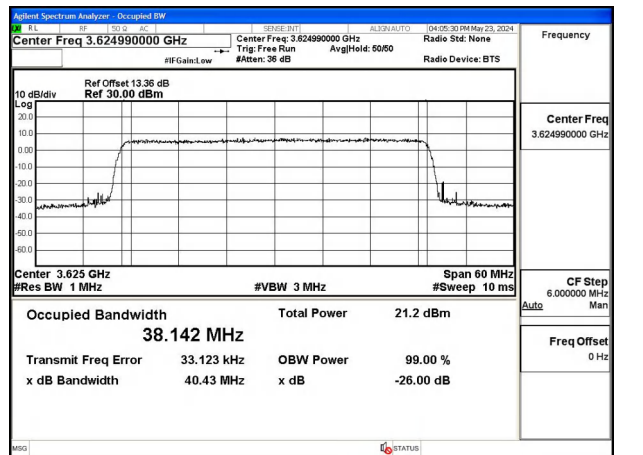 Agilent Spectrum Analyzer - Occupied BW
RL RF 50 Ω AC SENSE:INT ALIGN AUTO 04:05:30 PM May 23, 2024
Center Freq 3.624990000 GHz
Center Freq: 3.624990000 GHz
Radio Std: None
Trig: Free Run Avg|Hold: 50/50
#IFGain:Low #Atten: 36 dB Radio Device: BTS
Frequency
Ref Offset 13.36 dB
10 dB/div Ref 30.00 dBm
Log
20.0
10.0
0.00
-10.0
-20.0
-30.0
-40.0
-50.0
-60.0
Center 3.625 GHz Span 60 MHz
#Res BW 1 MHz #VBW 3 MHz #Sweep 10 ms
Occupied Bandwidth Total Power 21.2 dBm
38.142 MHz
Transmit Freq Error 33.123 kHz OBW Power 99.00 %
x dB Bandwidth 40.43 MHz x dB -26.00 dB
Center Freq
3.624990000 GHz
CF Step
6.000000 MHz
Auto Man
Freq Offset
0 Hz
MSG STATUS